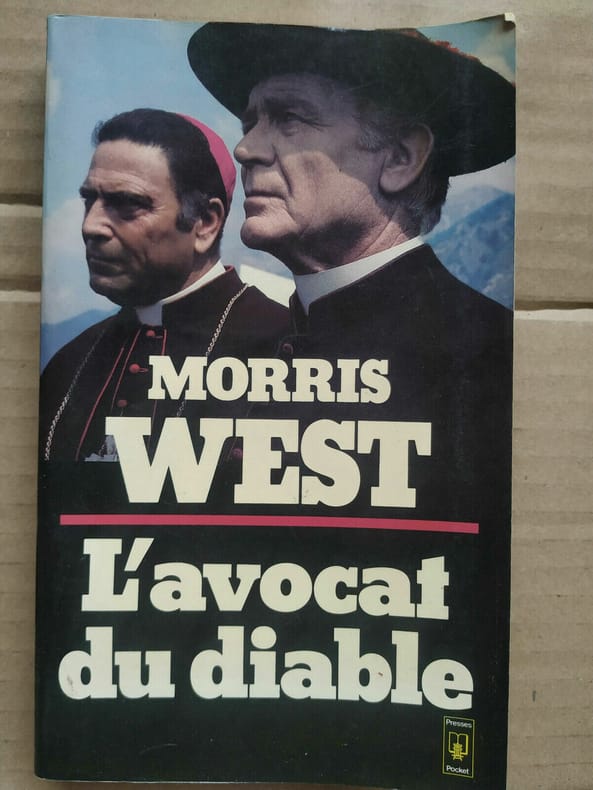 MORRIS
WEST
L'avocat
du diable
Presses
Pocket